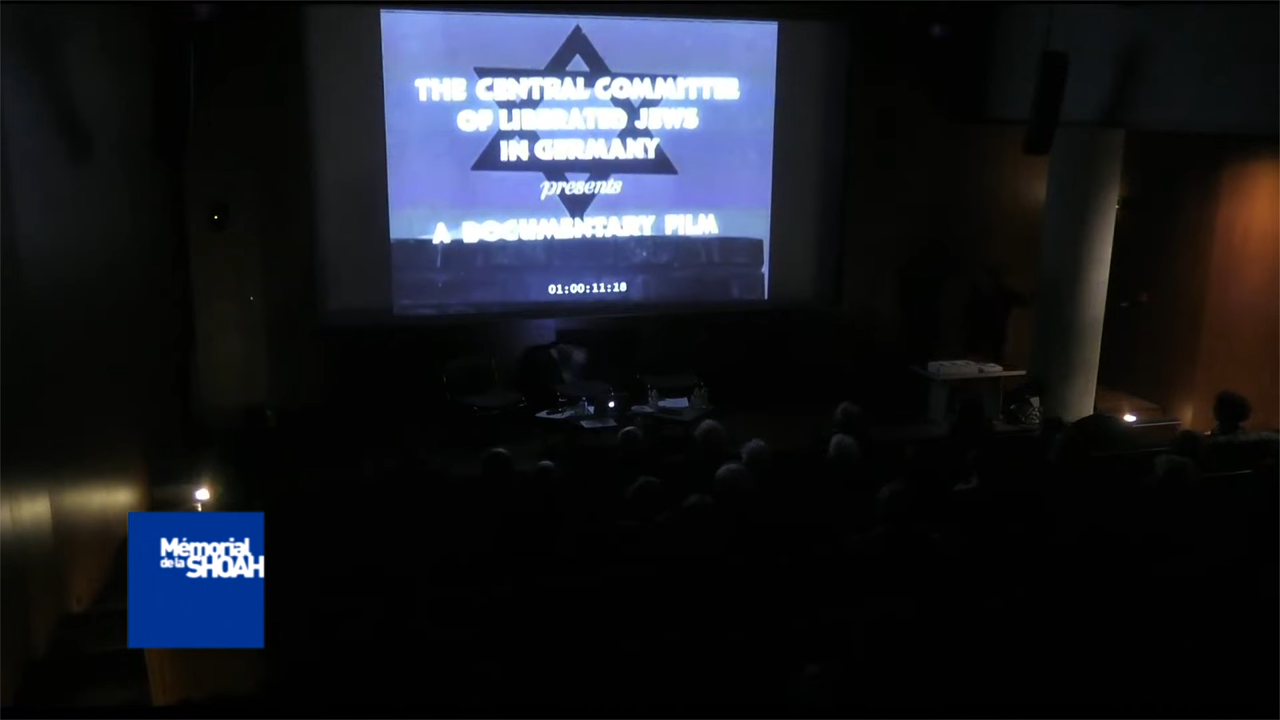 THE CENTRAL COMMITTEE
OF LIBERATED JEWS
IN GERMANY
presents
A DOCUMENTARY FILM
01:00:11:18
Mémorial
de la SHOAH